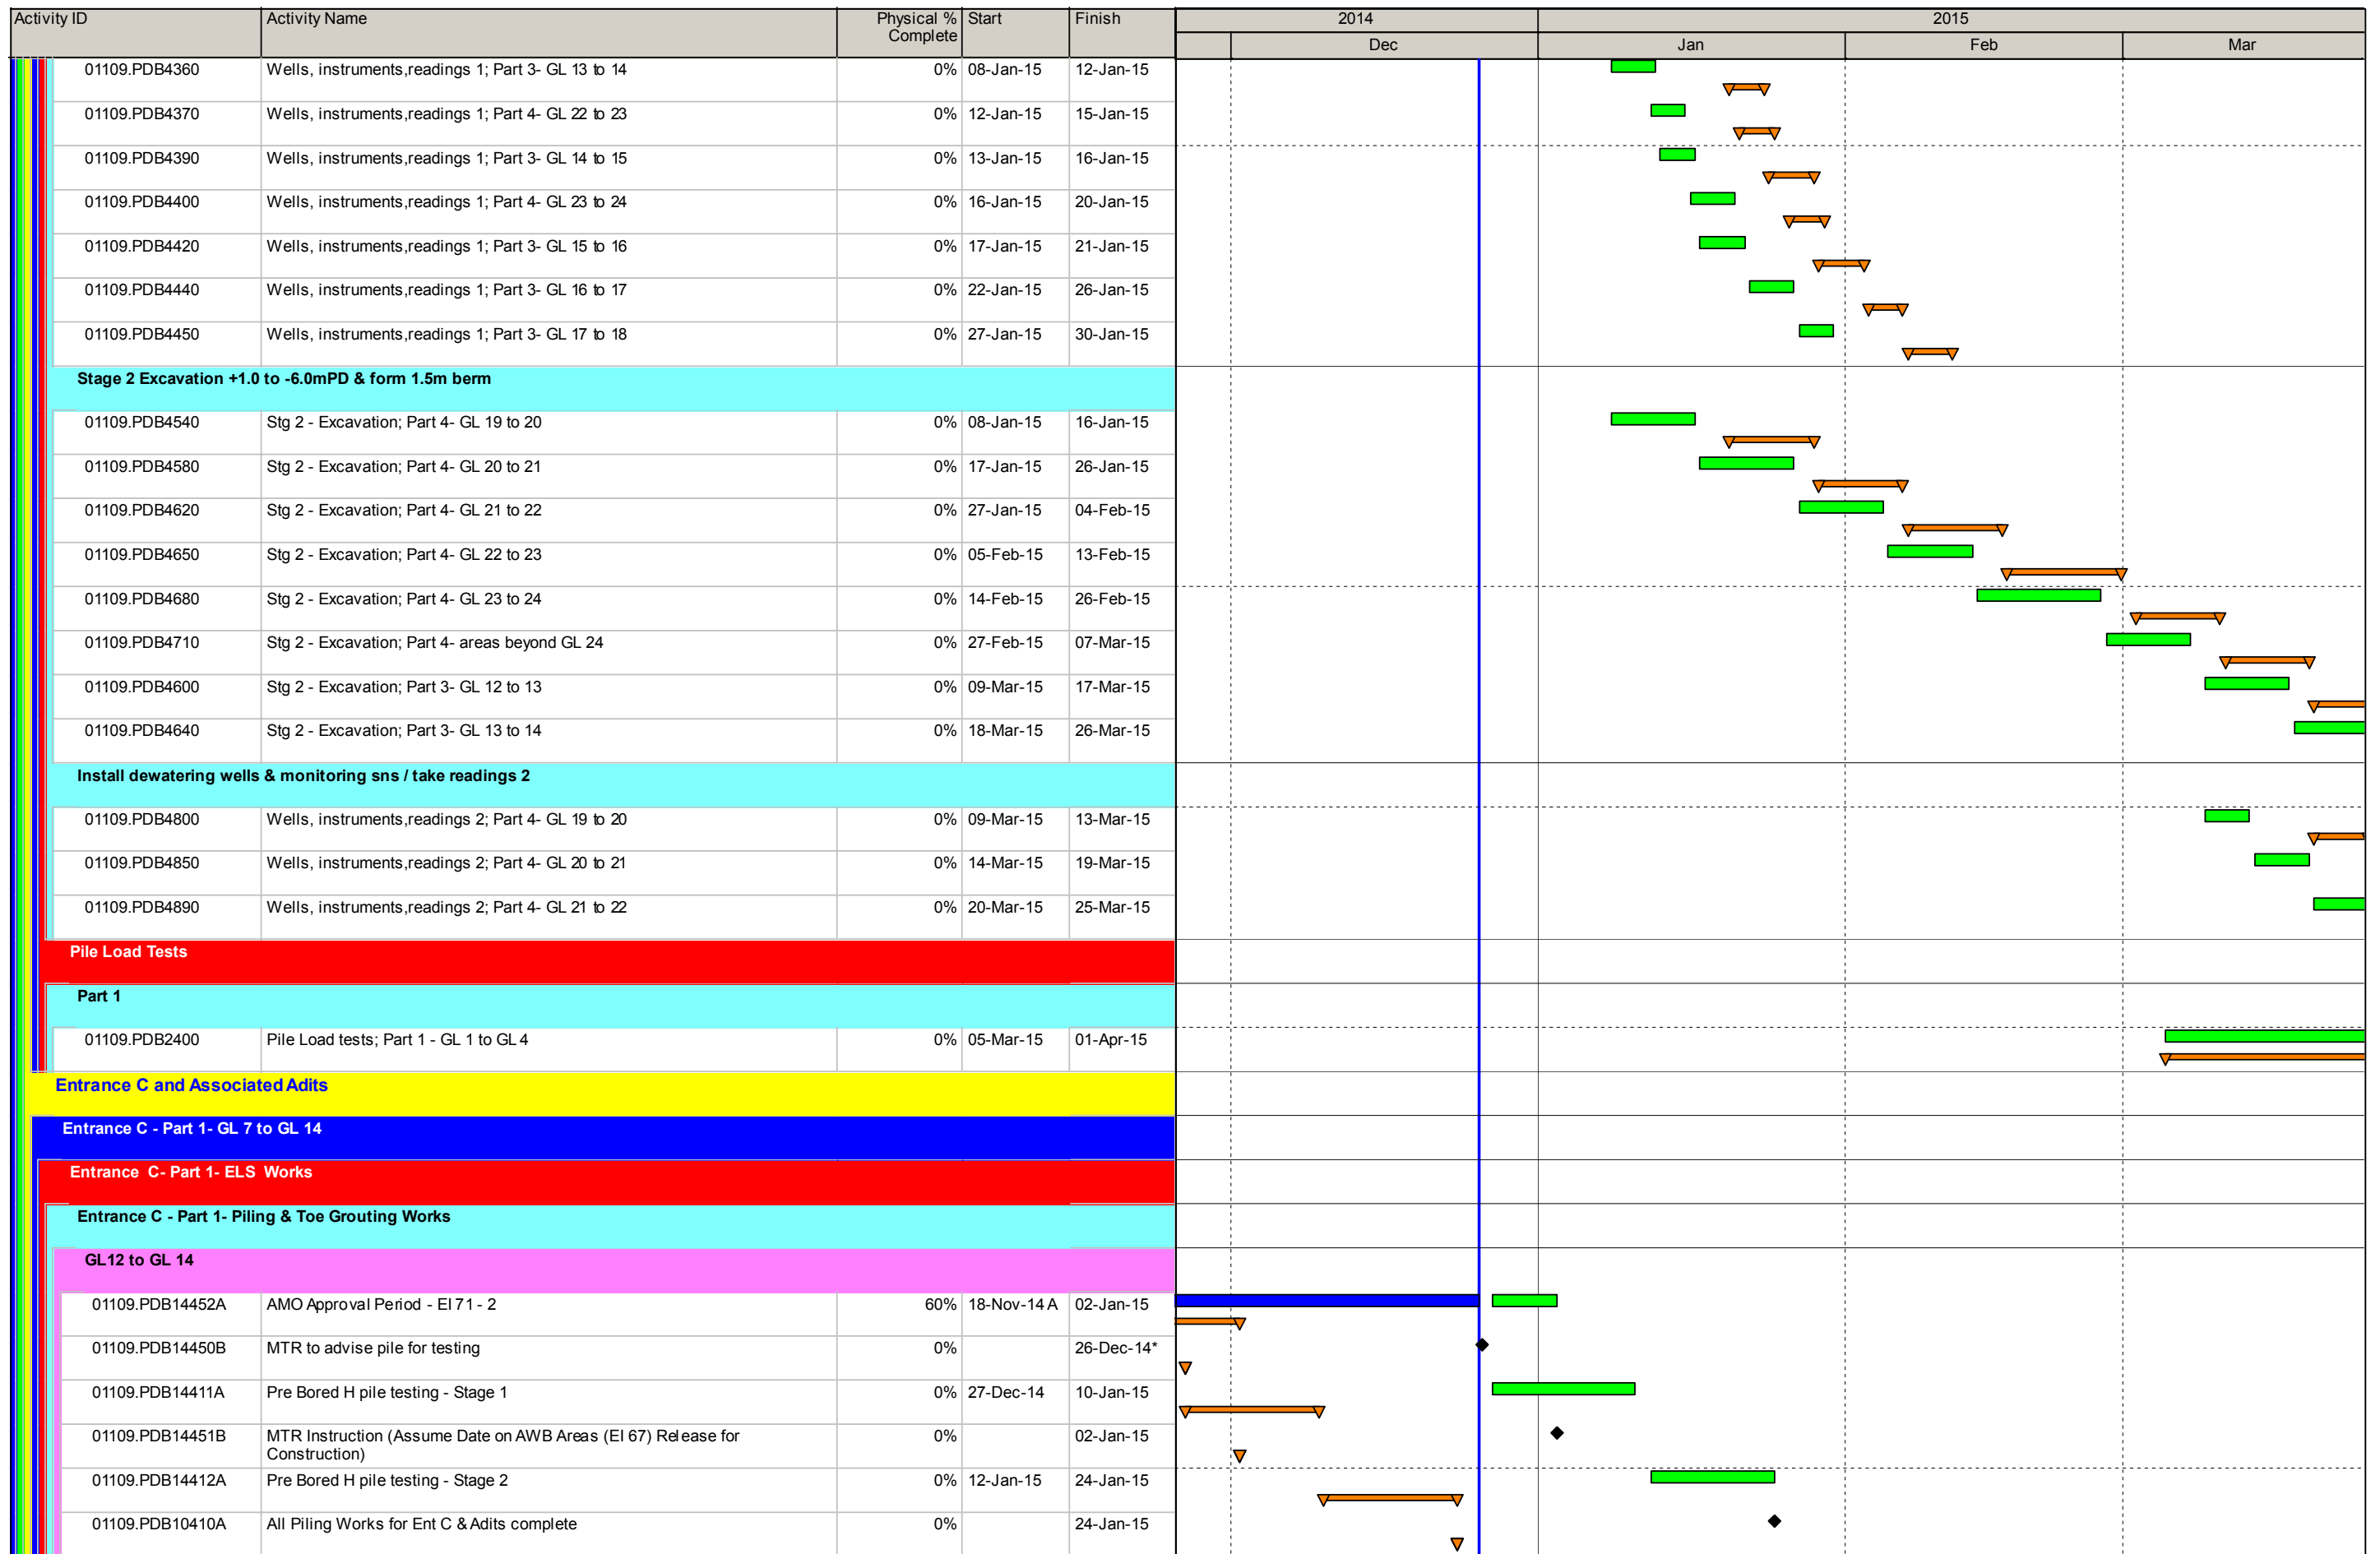 Activity ID Activity Name Physical % Complete Start Finish 2014 2015
Dec Jan Feb Mar
01109.PDB4360 Wells, instruments,readings 1; Part 3- GL 13 to 14 0% 08-Jan-15 12-Jan-15
01109.PDB4370 Wells, instruments,readings 1; Part 4- GL 22 to 23 0% 12-Jan-15 15-Jan-15
01109.PDB4390 Wells, instruments,readings 1; Part 3- GL 14 to 15 0% 13-Jan-15 16-Jan-15
01109.PDB4400 Wells, instruments,readings 1; Part 4- GL 23 to 24 0% 16-Jan-15 20-Jan-15
01109.PDB4420 Wells, instruments,readings 1; Part 3- GL 15 to 16 0% 17-Jan-15 21-Jan-15
01109.PDB4440 Wells, instruments,readings 1; Part 3- GL 16 to 17 0% 22-Jan-15 26-Jan-15
01109.PDB4450 Wells, instruments,readings 1; Part 3- GL 17 to 18 0% 27-Jan-15 30-Jan-15
Stage 2 Excavation +1.0 to -6.0mPD & form 1.5m berm
01109.PDB4540 Stg 2 - Excavation; Part 4- GL 19 to 20 0% 08-Jan-15 16-Jan-15
01109.PDB4580 Stg 2 - Excavation; Part 4- GL 20 to 21 0% 17-Jan-15 26-Jan-15
01109.PDB4620 Stg 2 - Excavation; Part 4- GL 21 to 22 0% 27-Jan-15 04-Feb-15
01109.PDB4650 Stg 2 - Excavation; Part 4- GL 22 to 23 0% 05-Feb-15 13-Feb-15
01109.PDB4680 Stg 2 - Excavation; Part 4- GL 23 to 24 0% 14-Feb-15 26-Feb-15
01109.PDB4710 Stg 2 - Excavation; Part 4- areas beyond GL 24 0% 27-Feb-15 07-Mar-15
01109.PDB4600 Stg 2 - Excavation; Part 3- GL 12 to 13 0% 09-Mar-15 17-Mar-15
01109.PDB4640 Stg 2 - Excavation; Part 3- GL 13 to 14 0% 18-Mar-15 26-Mar-15
Install dewatering wells & monitoring sns / take readings 2
01109.PDB4800 Wells, instruments,readings 2; Part 4- GL 19 to 20 0% 09-Mar-15 13-Mar-15
01109.PDB4850 Wells, instruments,readings 2; Part 4- GL 20 to 21 0% 14-Mar-15 19-Mar-15
01109.PDB4890 Wells, instruments,readings 2; Part 4- GL 21 to 22 0% 20-Mar-15 25-Mar-15
Pile Load Tests
Part 1
01109.PDB2400 Pile Load tests; Part 1 - GL 1 to GL 4 0% 05-Mar-15 01-Apr-15
Entrance C and Associated Adits
Entrance C - Part 1- GL 7 to GL 14
Entrance C- Part 1- ELS Works
Entrance C - Part 1- Piling & Toe Grouting Works
GL12 to GL 14
01109.PDB14452A AMO Approval Period - EI 71 - 2 60% 18-Nov-14 A 02-Jan-15
01109.PDB14450B MTR to advise pile for testing 0% 26-Dec-14*
01109.PDB14411A Pre Bored H pile testing - Stage 1 0% 27-Dec-14 10-Jan-15
01109.PDB14451B MTR Instruction (Assume Date on AWB Areas (EI 67) Release for 0% 02-Jan-15
Construction)
01109.PDB14412A Pre Bored H pile testing - Stage 2 0% 12-Jan-15 24-Jan-15
01109.PDB10410A All Piling Works for Ent C & Adits complete 0% 24-Jan-15